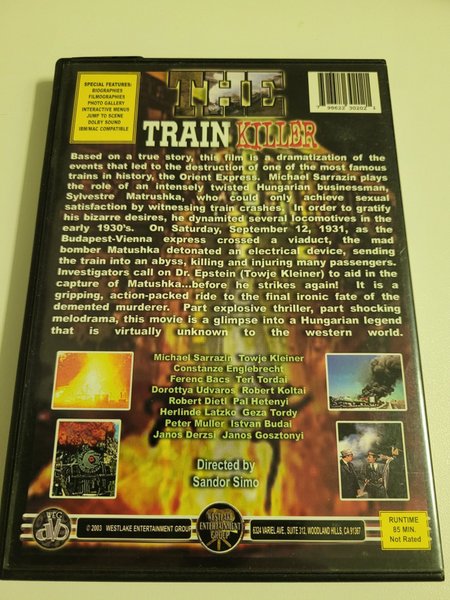 SPECIAL FEATURES:
BIOGRAPHIES
FILMOGRAPHIES
PHOTO GALLERY
INTERACTIVE MENUS
JUMP TO SCENE
DOLBY SOUND
IBM/MAC COMPATIBLE
THE
TRAIN KILLER
Based on a true story, this film is a dramatization of the
events that led to the destruction of one of the most famous
trains in history, the Orient Express. Michael Sarrazin plays
the role of an intensely twisted Hungarian businessman,
Sylvestre Matrushka, who could only achieve sexual
satisfaction by witnessing train crashes. In order to gratify
his bizarre desires, he dynamited several locomotives in the
early 1930's. On Saturday, September 12, 1931, as the
Budapest-Vienna express crossed a viaduct, the mad
bomber Matushka detonated an electrical device, sending
the train into an abyss, killing and injuring many passengers.
Investigators call on Dr. Epstein (Towje Kleiner) to aid in the
capture of Matushka...before he strikes again! It is a
gripping, action-packed ride to the final ironic fate of the
demented murderer. Part explosive thriller, part shocking
melodrama, this movie is a glimpse into a Hungarian legend
that is virtually unknown to the western world.
Michael Sarrazin Towje Kleiner
Constanze Englebrecht
Ferenc Bacs Teri Tordai
Dorottya Udvaros Robert Koltai
Robert Dietl Pal Hetenyi
Herlinde Latzko Geza Tordy
Peter Muller Istvan Budai
Janos Derzsi Janos Gosztonyi
Directed by
Sandor Simo
WEG
DVD
© 2003 WESTLAKE ENTERTAINMENT GROUP
WESTLAKE
ENTERTAINMENT
GROUP
6324 VARIEL AVE., SUITE 312, WOODLAND HILLS, CA 91367
RUNTIME
85 MIN.
Not Rated